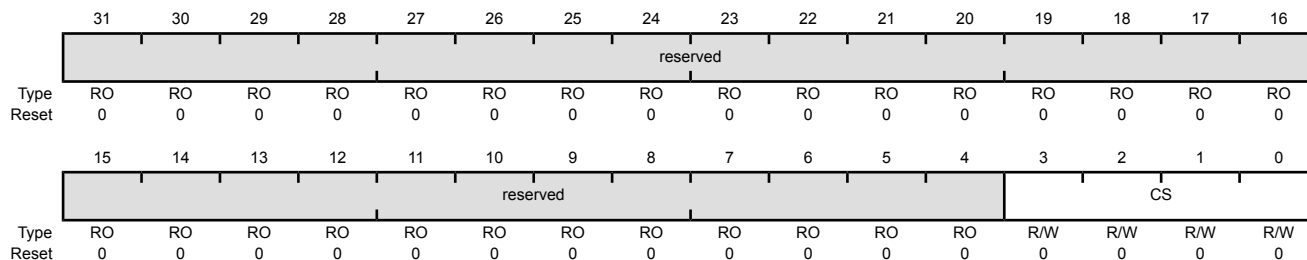 31 30 29 28 27 26 25 24 23 22 21 20 19 18 17 16
reserved
Type RO RO RO RO RO RO RO RO RO RO RO RO RO RO RO RO
Reset 0 0 0 0 0 0 0 0 0 0 0 0 0 0 0 0
15 14 13 12 11 10 9 8 7 6 5 4 3 2 1 0
reserved CS
Type RO RO RO RO RO RO RO RO RO RO RO RO R/W R/W R/W R/W
Reset 0 0 0 0 0 0 0 0 0 0 0 0 0 0 0 0